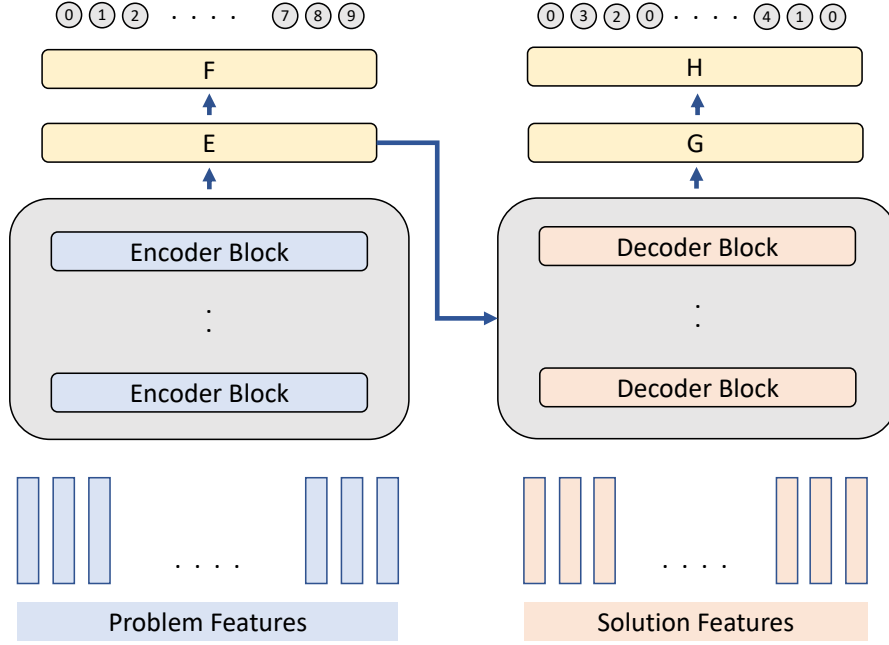 0 1 2 . . . . 7 8 9
F
E
Encoder Block
:
Encoder Block
. . . .
Problem Features
0 3 2 0 . . . . 4 1 0
H
G
Decoder Block
:
Decoder Block
. . . .
Solution Features